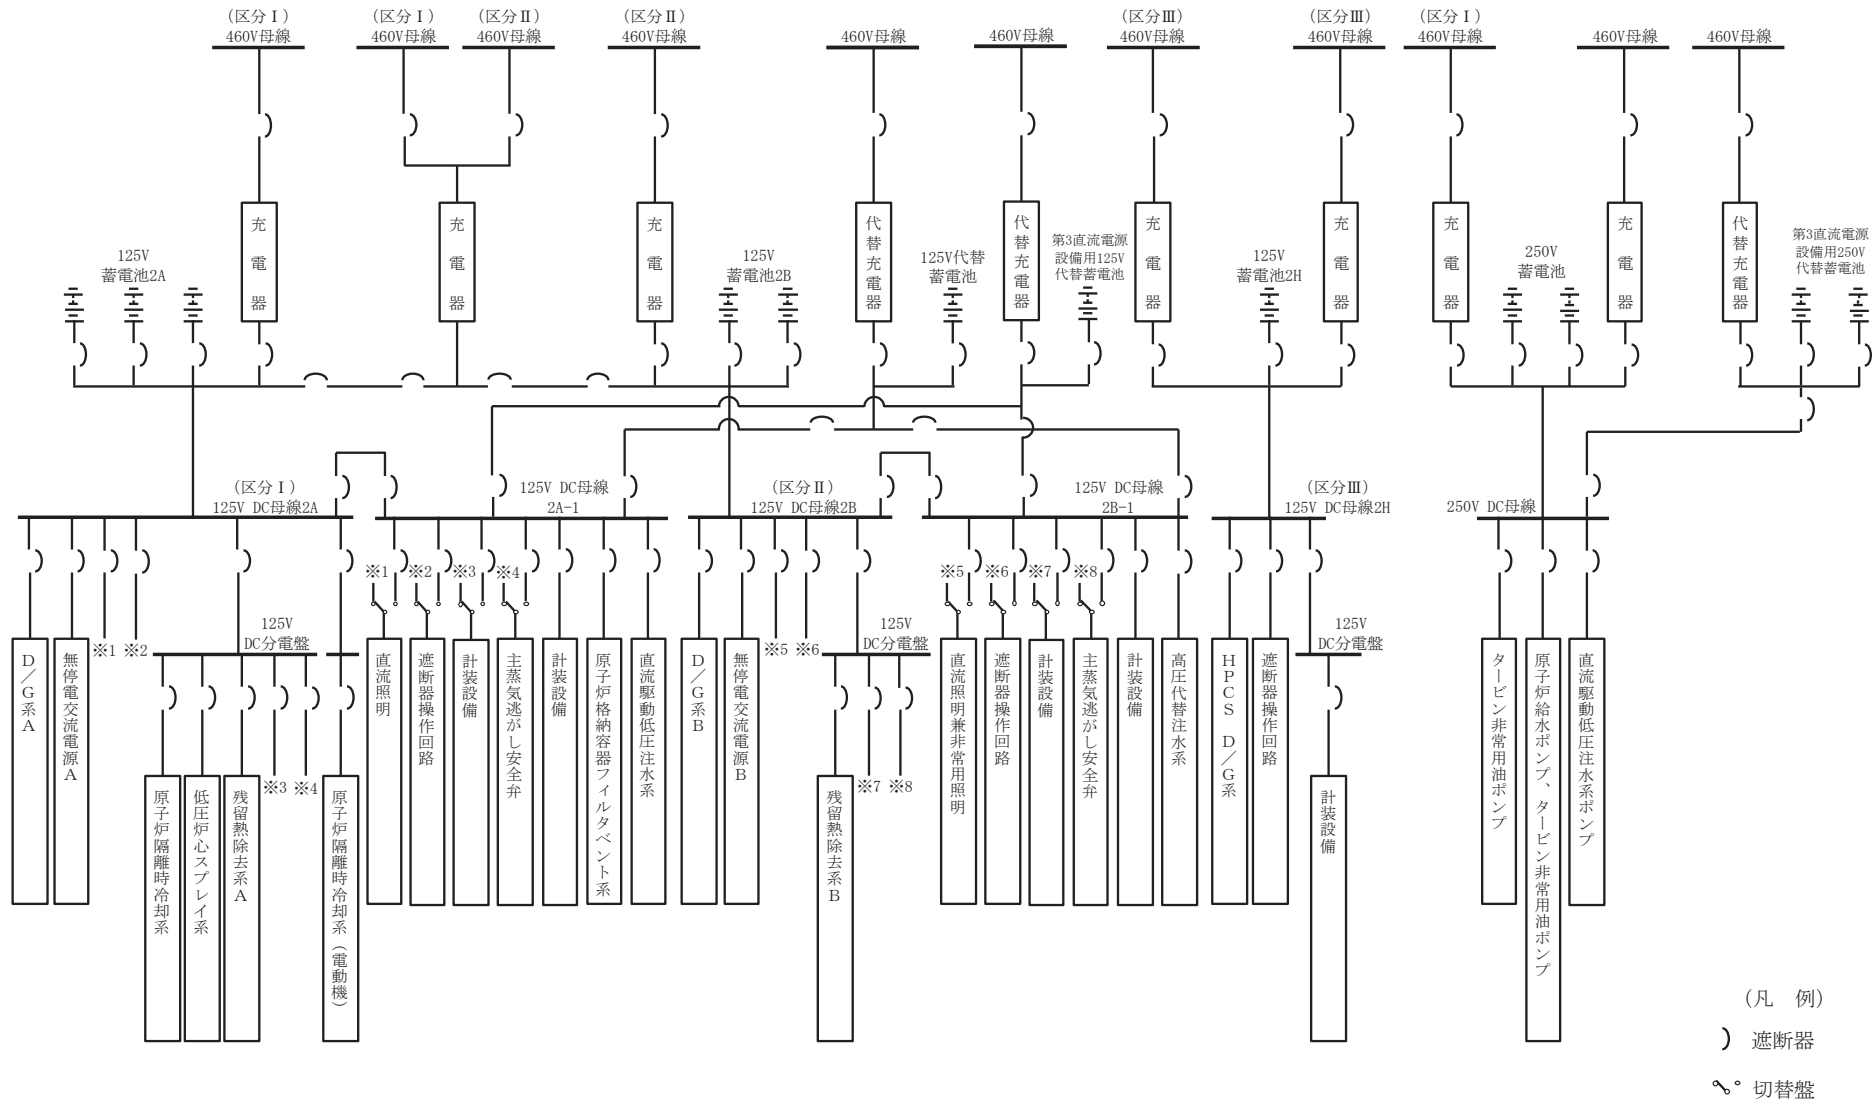 （区分Ⅰ）
460V母線
（区分Ⅰ）
460V母線
（区分Ⅱ）
460V母線
（区分Ⅱ）
460V母線
460V母線
460V母線
（区分Ⅲ）
460V母線
（区分Ⅲ）
460V母線
（区分Ⅰ）
460V母線
460V母線
460V母線
125V
蓄電池2A
充電器
充電器
充電器
125V
蓄電池2B
代替充電器
125V代替
蓄電池
代替充電器
第3直流電源
設備用125V
代替蓄電池
充電器
125V
蓄電池2H
充電器
充電器
250V
蓄電池
充電器
代替充電器
第3直流電源
設備用250V
代替蓄電池
（区分Ⅰ）
125V DC母線2A
125V DC母線
2A-1
（区分Ⅱ）
125V DC母線2B
125V DC母線
2B-1
（区分Ⅲ）
125V DC母線2H
250V DC母線
※1
※2
※3
※4
※5
※6
※7
※8
※1
※2
125V
DC分電盤
※5
※6
125V
DC分電盤
125V
DC分電盤
D／G系A
無停電交流電源A
直流照明
遮断器操作回路
計装設備
主蒸気逃がし安全弁
計装設備
原子炉格納容器フィルタベント系
直流駆動低圧注水系
D／G系B
無停電交流電源B
直流照明兼非常用照明
遮断器操作回路
計装設備
主蒸気逃がし安全弁
計装設備
高圧代替注水系
HPCS D／G系
遮断器操作回路
タービン非常用油ポンプ
原子炉給水ポンプ、タービン非常用油ポンプ
直流駆動低圧注水系ポンプ
原子炉隔離時冷却系
低圧炉心スプレイ系
残留熱除去系A
※3
※4
原子炉隔離時冷却系（電動機）
残留熱除去系B
※7
※8
計装設備
（凡　例）
遮断器
切替盤